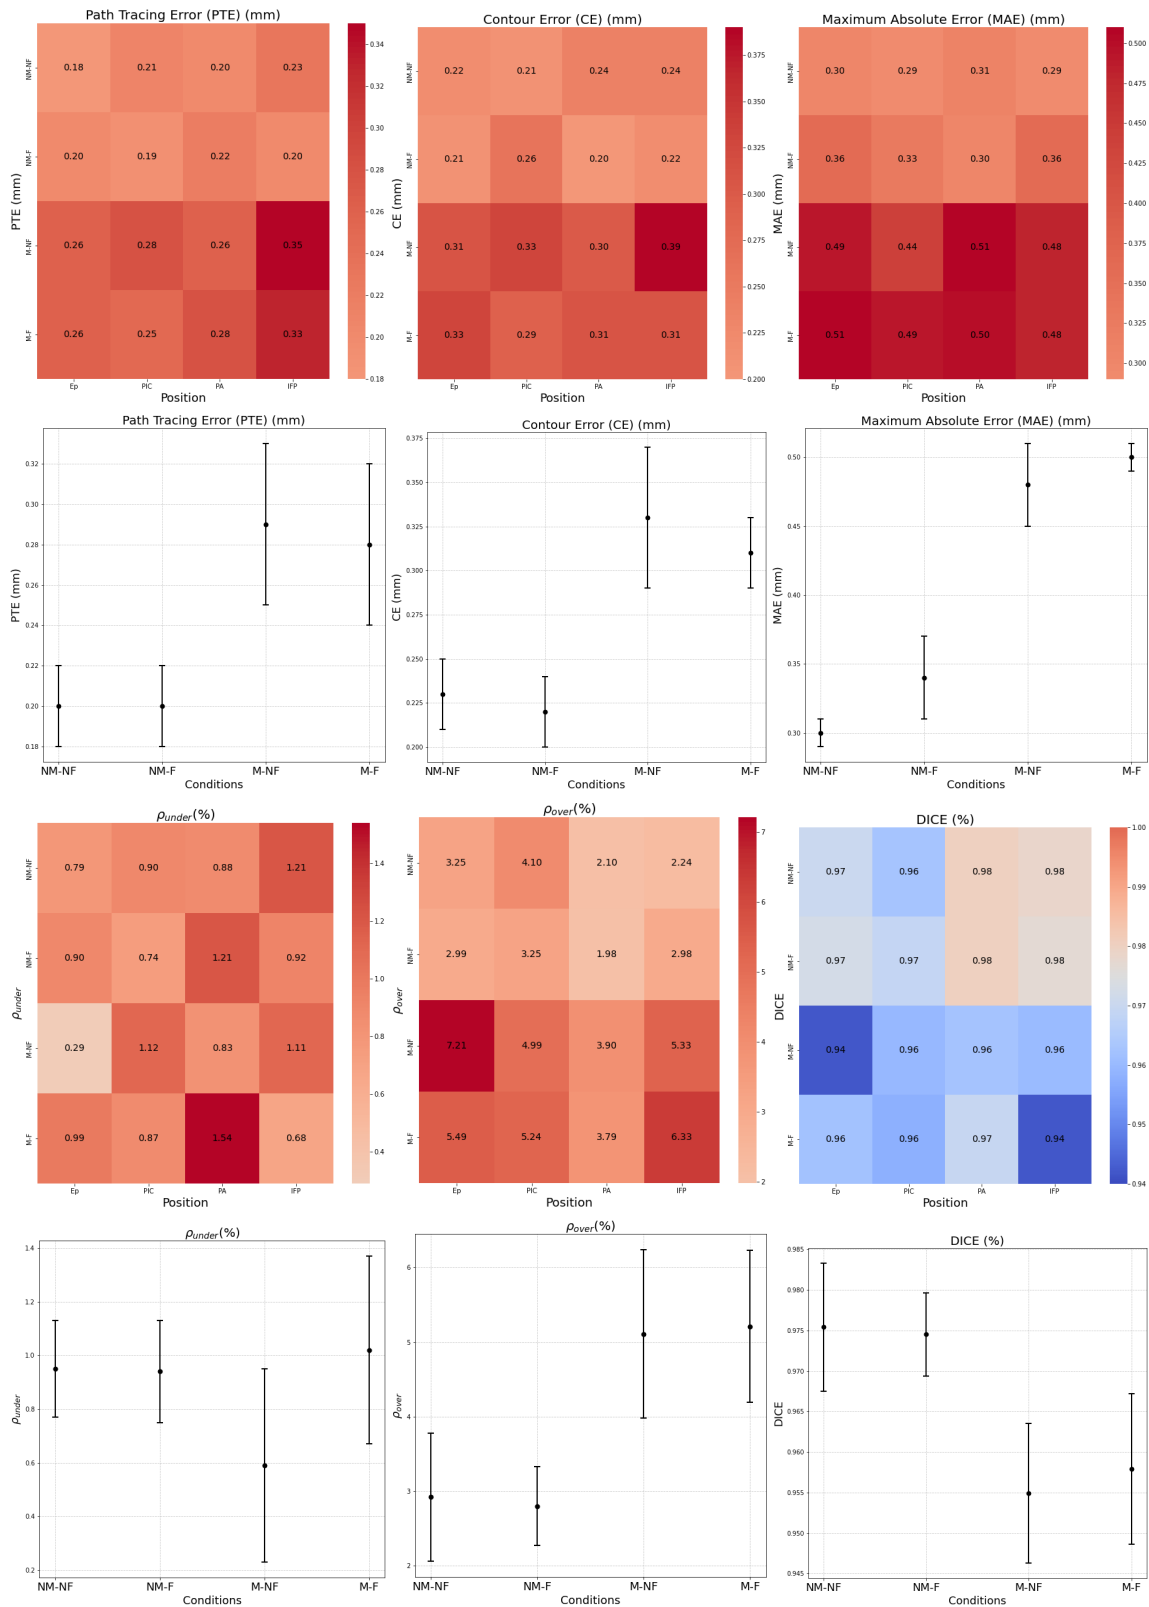 Path Tracing Error (PTE) (mm)
PTE (mm)
NM-NF
NM-F
M-NF
M-F
0.18 0.21 0.20 0.23
0.20 0.19 0.22 0.20
0.26 0.28 0.26 0.35
0.26 0.25 0.28 0.33
Ep PIC PA IFP
Position
0.34
0.32
0.30
0.28
0.26
0.24
0.22
0.20
0.18
Contour Error (CE) (mm)
CE (mm)
NM-NF
NM-F
M-NF
M-F
0.22 0.21 0.24 0.24
0.21 0.26 0.20 0.22
0.31 0.33 0.30 0.39
0.33 0.29 0.31 0.31
Ep PIC PA IFP
Position
0.375
0.350
0.325
0.300
0.275
0.250
0.225
0.200
Maximum Absolute Error (MAE) (mm)
MAE (mm)
NM-NF
NM-F
M-NF
M-F
0.30 0.29 0.31 0.29
0.36 0.33 0.30 0.36
0.49 0.44 0.51 0.48
0.51 0.49 0.50 0.48
Ep PIC PA IFP
Position
0.500
0.475
0.450
0.425
0.400
0.375
0.350
0.325
0.300
Path Tracing Error (PTE) (mm)
PTE (mm)
0.32
0.30
0.28
0.26
0.24
0.22
0.20
0.18
NM-NF NM-F M-NF M-F
Conditions
Contour Error (CE) (mm)
CE (mm)
0.375
0.350
0.325
0.300
0.275
0.250
0.225
0.200
NM-NF NM-F M-NF M-F
Conditions
Maximum Absolute Error (MAE) (mm)
MAE (mm)
0.50
0.45
0.40
0.35
0.30
NM-NF NM-F M-NF M-F
Conditions
ρunder(%)
ρunder
NM-NF
NM-F
M-NF
M-F
0.79 0.90 0.88 1.21
0.90 0.74 1.21 0.92
0.29 1.12 0.83 1.11
0.99 0.87 1.54 0.68
Ep PIC PA IFP
Position
1.4
1.2
1.0
0.8
0.6
0.4
ρover(%)
ρover
NM-NF
NM-F
M-NF
M-F
3.25 4.10 2.10 2.24
2.99 3.25 1.98 2.98
7.21 4.99 3.90 5.33
5.49 5.24 3.79 6.33
Ep PIC PA IFP
Position
7
6
5
4
3
2
DICE (%)
DICE
NM-NF
NM-F
M-NF
M-F
0.97 0.96 0.98 0.98
0.97 0.97 0.98 0.98
0.94 0.96 0.96 0.96
0.96 0.96 0.97 0.94
Ep PIC PA IFP
Position
1.00
0.99
0.98
0.97
0.96
0.95
0.94
ρunder(%)
ρunder
1.4
1.2
1.0
0.8
0.6
0.4
0.2
NM-NF NM-F M-NF M-F
Conditions
ρover(%)
ρover
6
5
4
3
2
NM-NF NM-F M-NF M-F
Conditions
DICE (%)
DICE
0.985
0.980
0.975
0.970
0.965
0.960
0.955
0.950
0.945
NM-NF NM-F M-NF M-F
Conditions